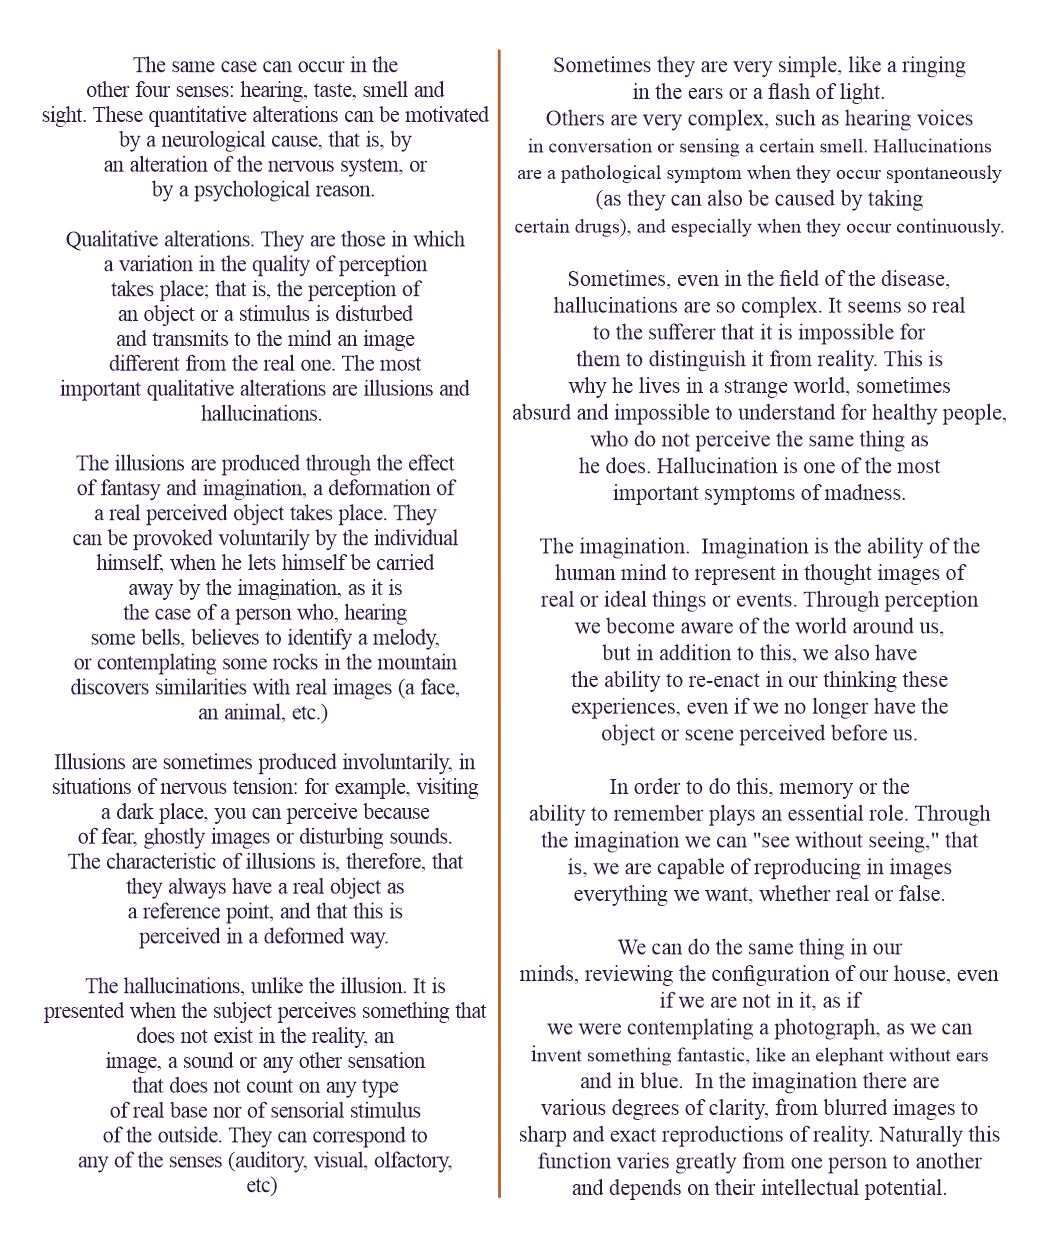 The same case can occur in the
other four senses: hearing, taste, smell and
sight. These quantitative alterations can be motivated
by a neurological cause, that is, by
an alteration of the nervous system, or
by a psychological reason.
Qualitative alterations. They are those in which
a variation in the quality of perception
takes place; that is, the perception of
an object or a stimulus is disturbed
and transmits to the mind an image
different from the real one. The most
important qualitative alterations are illusions and
hallucinations.
The illusions are produced through the effect
of fantasy and imagination, a deformation of
a real perceived object takes place. They
can be provoked voluntarily by the individual
himself, when he lets himself be carried
away by the imagination, as it is
the case of a person who, hearing
some bells, believes to identify a melody,
or contemplating some rocks in the mountain
discovers similarities with real images (a face,
an animal, etc.)
Illusions are sometimes produced involuntarily, in
situations of nervous tension: for example, visiting
a dark place, you can perceive because
of fear, ghostly images or disturbing sounds.
The characteristic of illusions is, therefore, that
they always have a real object as
a reference point, and that this is
perceived in a deformed way.
The hallucinations, unlike the illusion. It is
presented when the subject perceives something that
does not exist in the reality, an
image, a sound or any other sensation
that does not count on any type
of real base nor of sensorial stimulus
of the outside. They can correspond to
any of the senses (auditory, visual, olfactory,
etc)
Sometimes they are very simple, like a ringing
in the ears or a flash of light.
Others are very complex, such as hearing voices
in conversation or sensing a certain smell. Hallucinations
are a pathological symptom when they occur spontaneously
(as they can also be caused by taking
certain drugs), and especially when they occur continuously.
Sometimes, even in the field of the disease,
hallucinations are so complex. It seems so real
to the sufferer that it is impossible for
them to distinguish it from reality. This is
why he lives in a strange world, sometimes
absurd and impossible to understand for healthy people,
who do not perceive the same thing as
he does. Hallucination is one of the most
important symptoms of madness.
The imagination.  Imagination is the ability of the
human mind to represent in thought images of
real or ideal things or events. Through perception
we become aware of the world around us,
but in addition to this, we also have
the ability to re-enact in our thinking these
experiences, even if we no longer have the
object or scene perceived before us.
In order to do this, memory or the
ability to remember plays an essential role. Through
the imagination we can "see without seeing," that
is, we are capable of reproducing in images
everything we want, whether real or false.
We can do the same thing in our
minds, reviewing the configuration of our house, even
if we are not in it, as if
we were contemplating a photograph, as we can
invent something fantastic, like an elephant without ears
and in blue.  In the imagination there are
various degrees of clarity, from blurred images to
sharp and exact reproductions of reality. Naturally this
function varies greatly from one person to another
and depends on their intellectual potential.